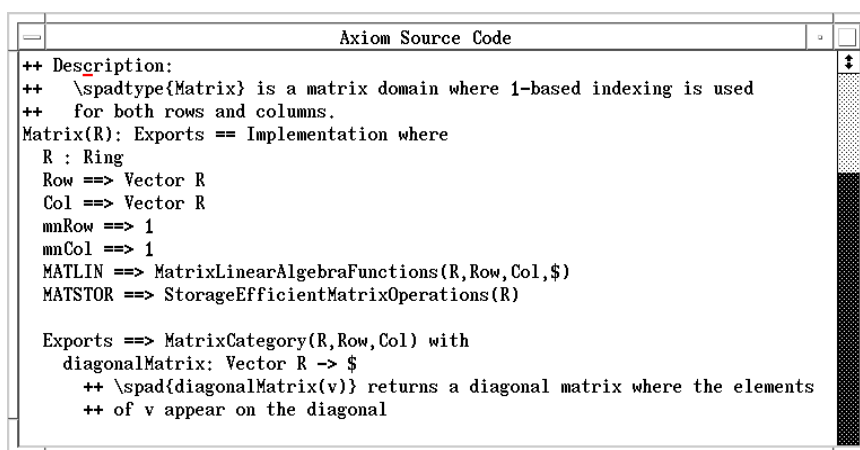 Axiom Source Code
++ Description:
++   \spadtype{Matrix} is a matrix domain where 1-based indexing is used
++   for both rows and columns.
Matrix(R): Exports == Implementation where
  R : Ring
  Row ==> Vector R
  Col ==> Vector R
  mnRow ==> 1
  mnCol ==> 1
  MATLIN ==> MatrixLinearAlgebraFunctions(R,Row,Col,$)
  MATSTOR ==> StorageEfficientMatrixOperations(R)

  Exports ==> MatrixCategory(R,Row,Col) with
    diagonalMatrix: Vector R -> $
      ++ \spad{diagonalMatrix(v)} returns a diagonal matrix where the elements
      ++ of v appear on the diagonal